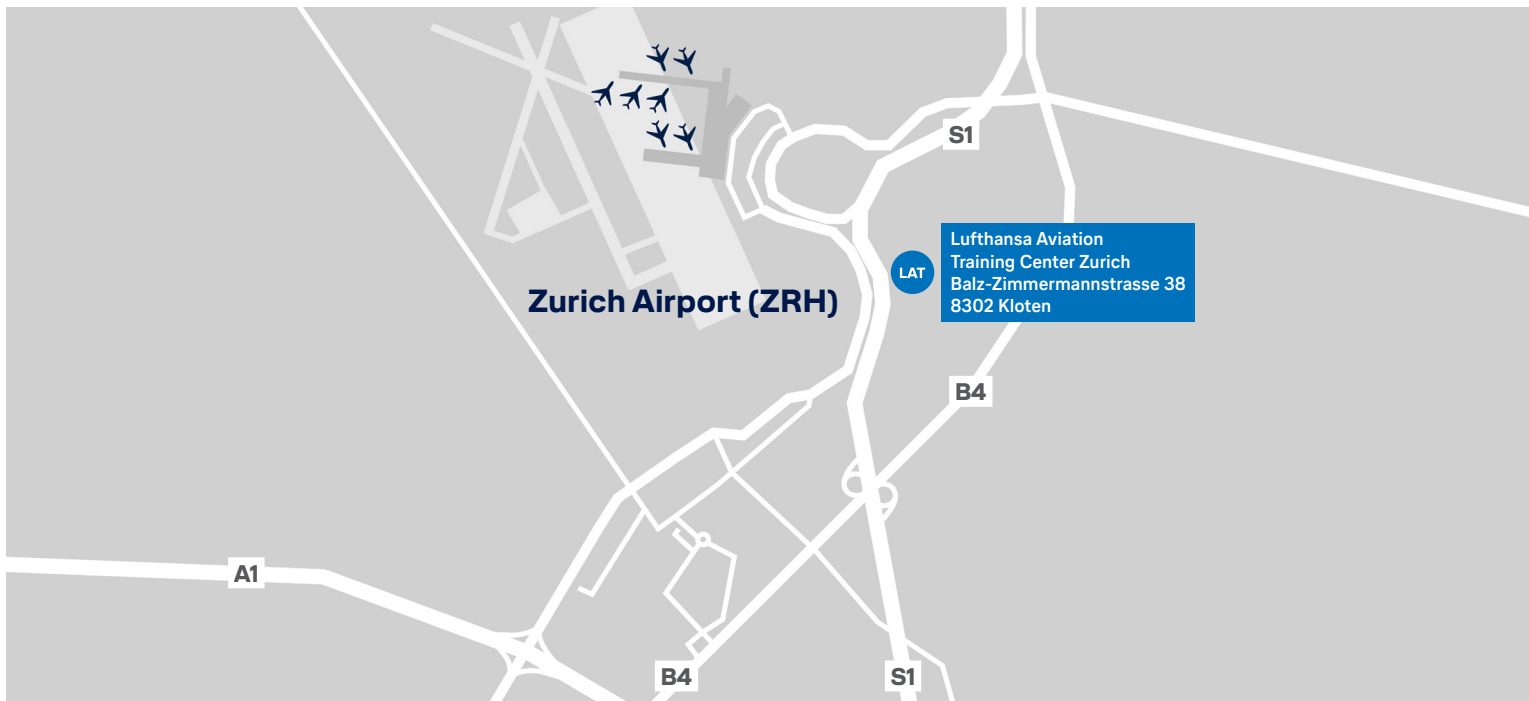 S1
Lufthansa Aviation
Training Center Zurich
Balz-Zimmermannstrasse 38
8302 Kloten
LAT
Zurich Airport (ZRH)
B4
A1
B4
S1